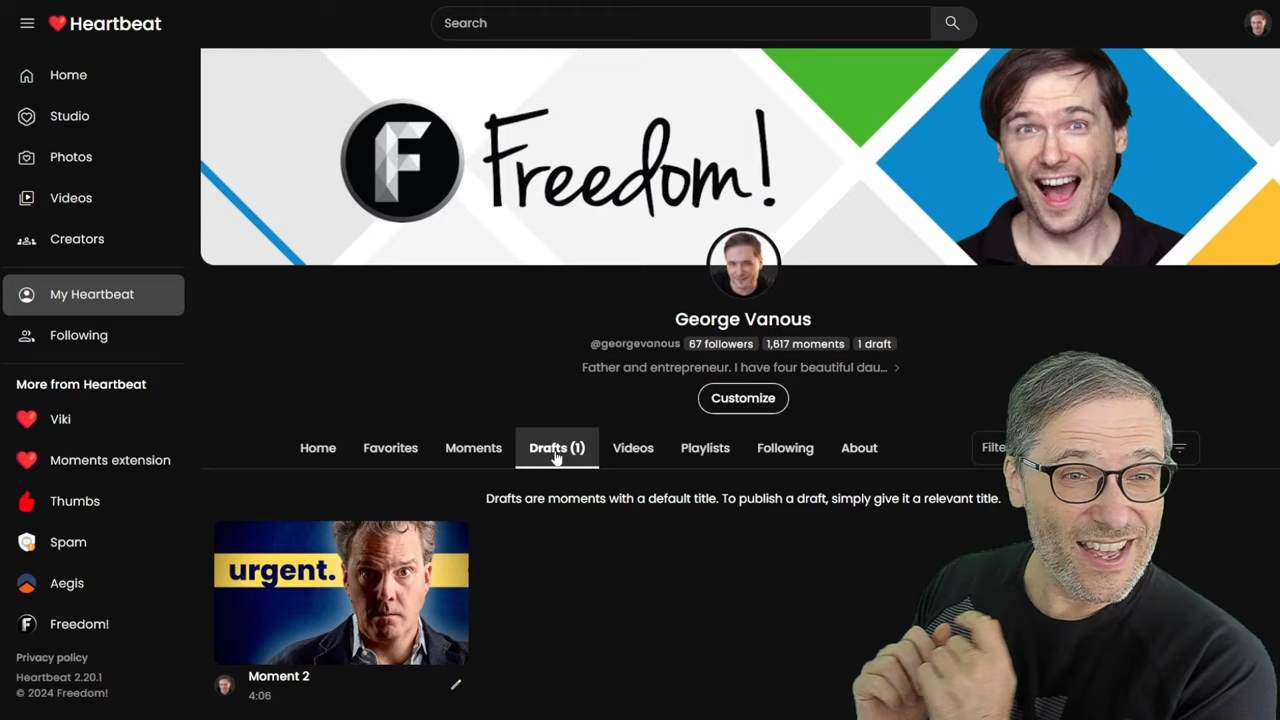 Heartbeat
Search
Home
Studio
Photos
Videos
Creators
My Heartbeat
Following
More from Heartbeat
Viki
Moments extension
Thumbs
Spam
Aegis
Freedom!
Privacy policy
Heartbeat 2.20.1
© 2024 Freedom!
F Freedom!
George Vanous
@georgevanous 67 followers 1,617 moments 1 draft
Father and entrepreneur. I have four beautiful dau... >
Customize
Home Favorites Moments Drafts (1) Videos Playlists Following About Filte
Drafts are moments with a default title. To publish a draft, simply give it a relevant title.
urgent.
Moment 2
4:06